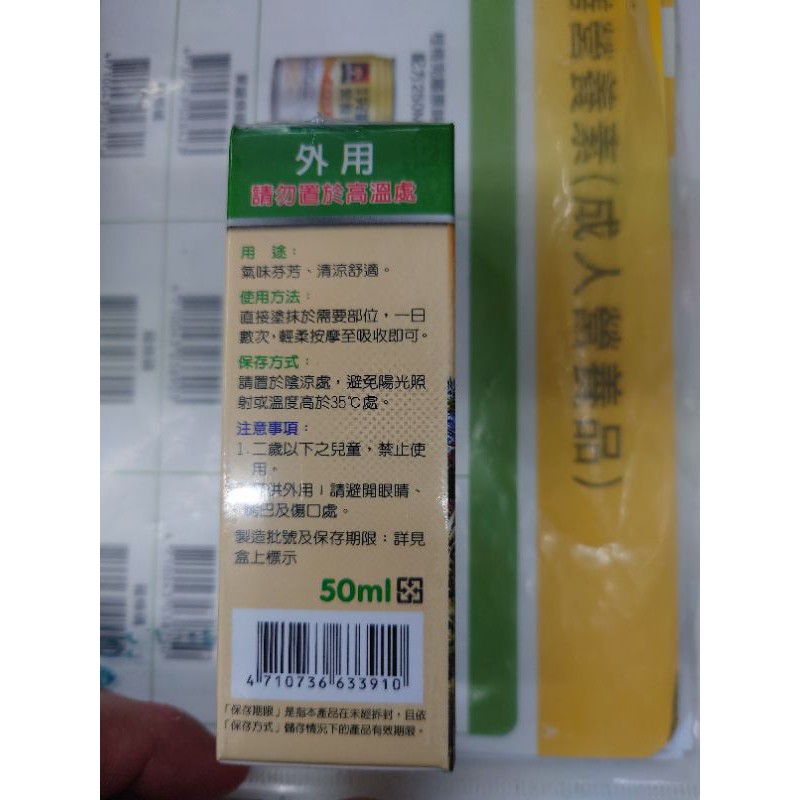 外用
請勿置於高溫處
用 途：
氣味芬芳、清涼舒適。
使用方法：
直接塗抹於需要部位，一日
數次，輕柔按摩至吸收即可。
保存方式：
請置於陰涼處，避免陽光照
射或溫度高於35℃處。
注意事項：
1.二歲以下之兒童，禁止使
用。
供外用！請避開眼睛、
嘴巴及傷口處。
製造批號及保存期限：詳見
盒上標示
50ml
4 710736 633910
「保存期限」是指本產品在未經拆封，且依
「保存方式」儲存情況下的產品有效期限。
營養素(成人營養品)